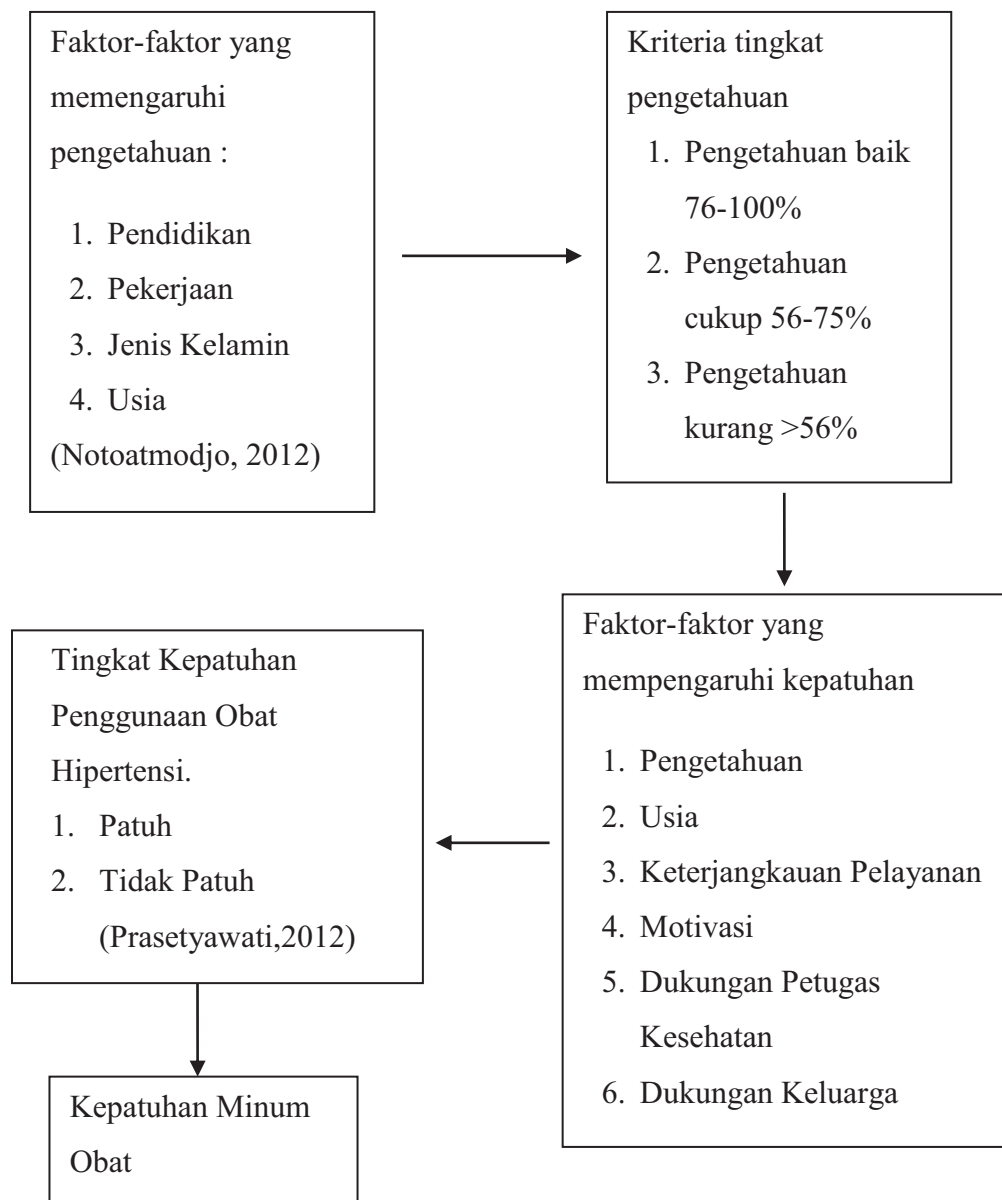 Faktor-faktor yang
memengaruhi
pengetahuan :
1. Pendidikan
2. Pekerjaan
3. Jenis Kelamin
4. Usia
(Notoatmodjo, 2012)
Kriteria tingkat
pengetahuan
1. Pengetahuan baik
76-100%
2. Pengetahuan
cukup 56-75%
3. Pengetahuan
kurang >56%
Faktor-faktor yang
mempengaruhi kepatuhan
1. Pengetahuan
2. Usia
3. Keterjangkauan Pelayanan
4. Motivasi
5. Dukungan Petugas
Kesehatan
6. Dukungan Keluarga
Tingkat Kepatuhan
Penggunaan Obat
Hipertensi.
1. Patuh
2. Tidak Patuh
(Prasetyawati,2012)
Kepatuhan Minum
Obat